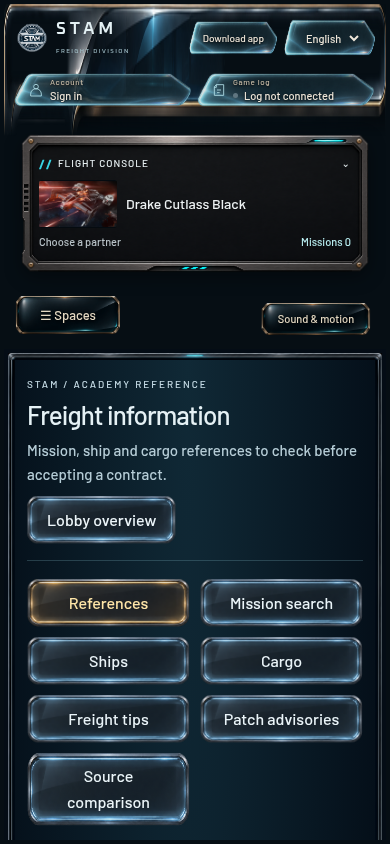 STAM
STAM
FREIGHT DIVISION
Download app
English
Account
Sign in
Game log
Log not connected
// FLIGHT CONSOLE
Drake Cutlass Black
Choose a partner
Missions 0
☰ Spaces
Sound & motion
STAM / ACADEMY REFERENCE
Freight information
Mission, ship and cargo references to check before
accepting a contract.
Lobby overview
References
Mission search
Ships
Cargo
Freight tips
Patch advisories
Source
comparison